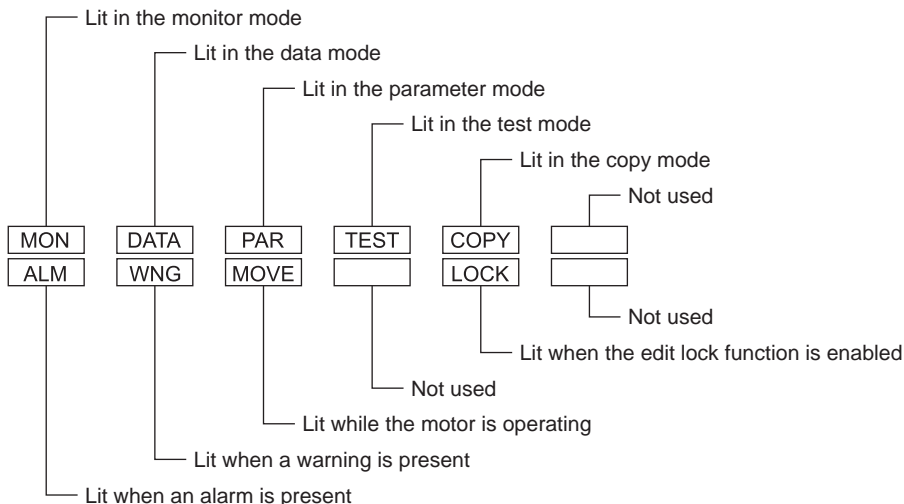 Lit in the monitor mode
Lit in the data mode
Lit in the parameter mode
Lit in the test mode
Lit in the copy mode
Not used
MON DATA PAR TEST COPY
ALM WNG MOVE LOCK
Not used
Lit when the edit lock function is enabled
Not used
Lit while the motor is operating
Lit when a warning is present
Lit when an alarm is present